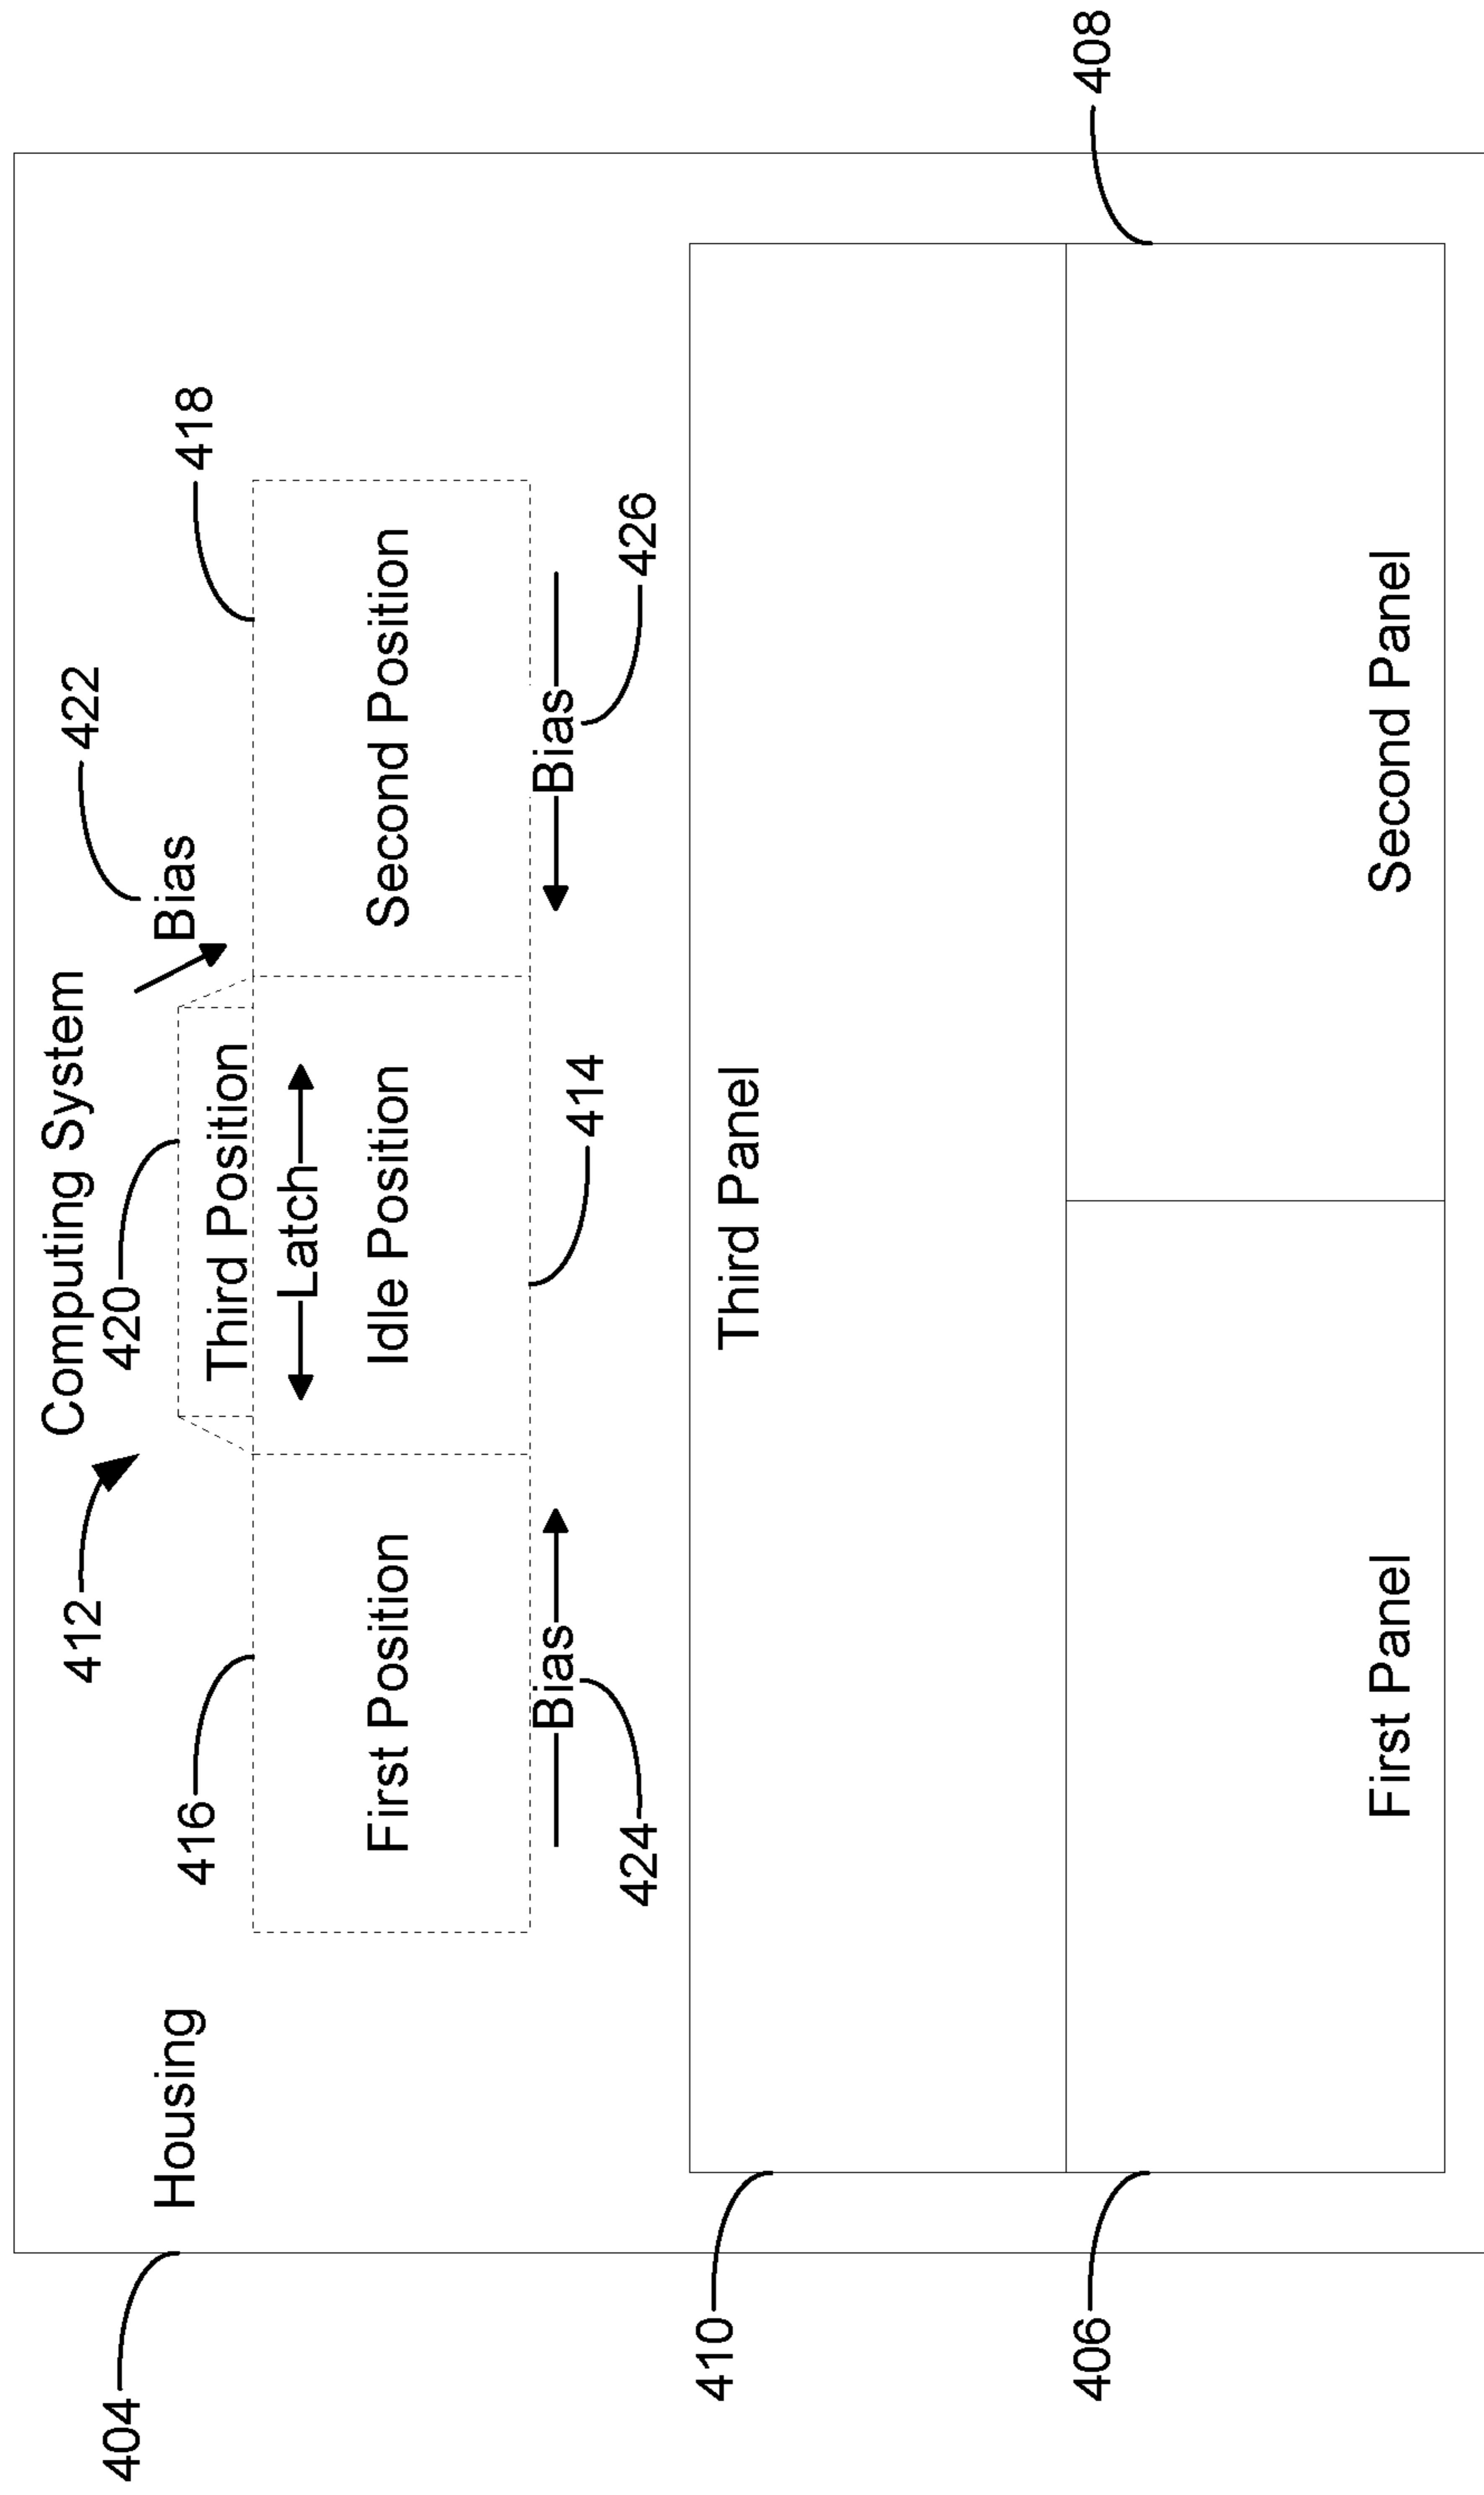 Computing System
422
412
420
Housing
Bias
404
418
416
Third Position
Latch
First Position
Idle Position
Second Position
Bias
Bias
414
424
426
410
Third Panel
406
408
First Panel
Second Panel